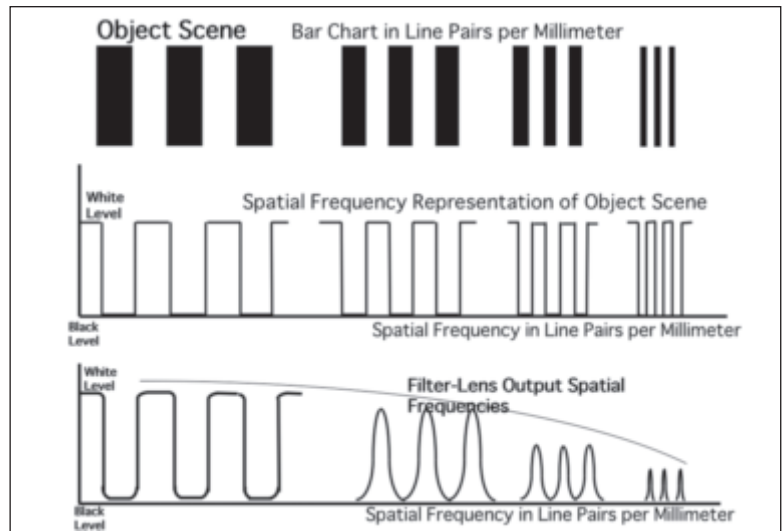 Object Scene
Bar Chart in Line Pairs per Millimeter
White
Level
Spatial Frequency Representation of Object Scene
Black
Level
Spatial Frequency in Line Pairs per Millimeter
White
Level
Filter-Lens Output Spatial
Frequencies
Black
Level
Spatial Frequency in Line Pairs per Millimeter